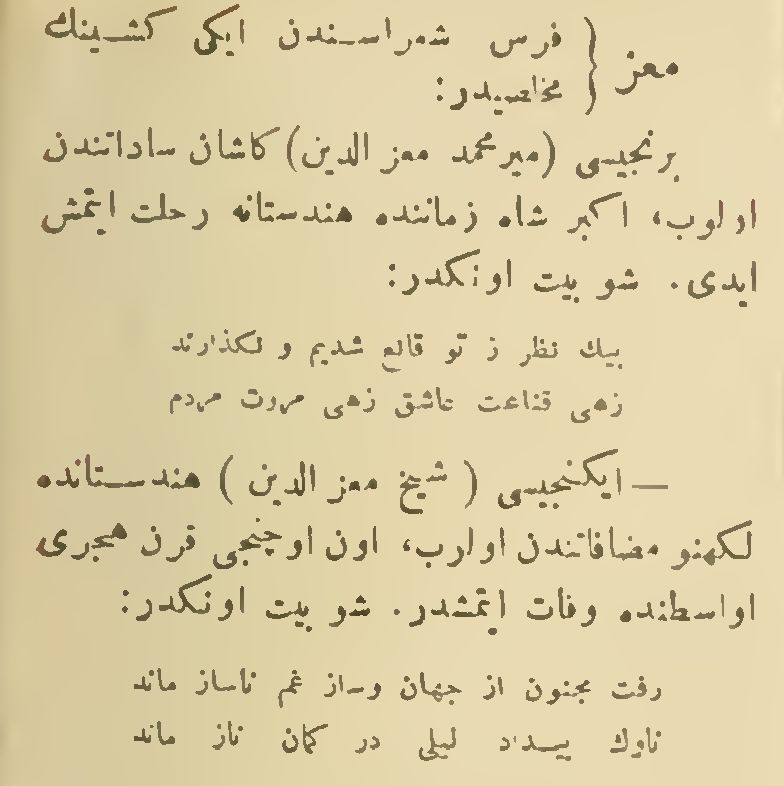 معز { فرس شعراسندن ایکی کشینك
مخلصیدر:
برنجیسی (میر محمد معز الدین) کاشان ساداتندن
اولوب، اکبر شاه زماننده هندستانه رحلت ایتمش
ایدی. شو بیت اونکدر:
بیك نظر ز تو قانع شدیم و نگذارند
زهی قناعت عاشق زهی مروت مردم
— ایکنجیسی ( شیخ معز الدین ) هندستانده
لکهنو مضافاتندن اولوب، اون اوچنجی قرن هجری
اواسطنده وفات ایتمشدر. شو بیت اونکدر:
رفت مجنون از جهان وساز غم ناساز ماند
ناوك بیداد لیلی در کمان ناز ماند